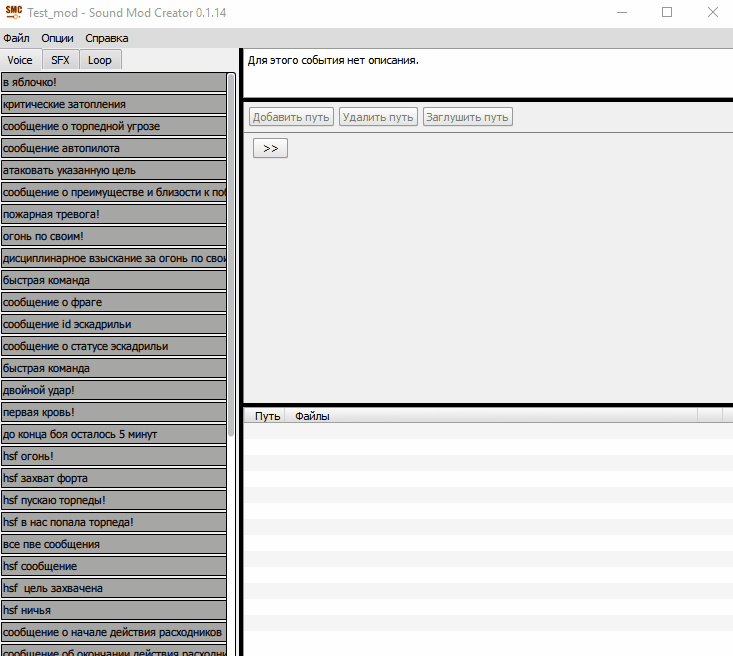 SMC
Test_mod - Sound Mod Creator 0.1.14
Файл Опции Справка
Voice SFX Loop
в яблочко!
критические затопления
сообщение о торпедной угрозе
сообщение автопилота
атаковать указанную цель
сообщение о преимуществе и близости к поб
пожарная тревога!
огонь по своим!
дисциплинарное взыскание за огонь по свои
быстрая команда
сообщение о фраге
сообщение id эскадрильи
сообщение о статусе эскадрильи
быстрая команда
двойной удар!
первая кровь!
до конца боя осталось 5 минут
hsf огонь!
hsf захват форта
hsf пускаю торпеды!
hsf в нас попала торпеда!
все пве сообщения
hsf сообщение
hsf цель захвачена
hsf ничья
сообщение о начале действия расходников
сообщение об окончании действия расходни
Для этого события нет описания.
Добавить путь Удалить путь Заглушить путь
>>
Путь Файлы